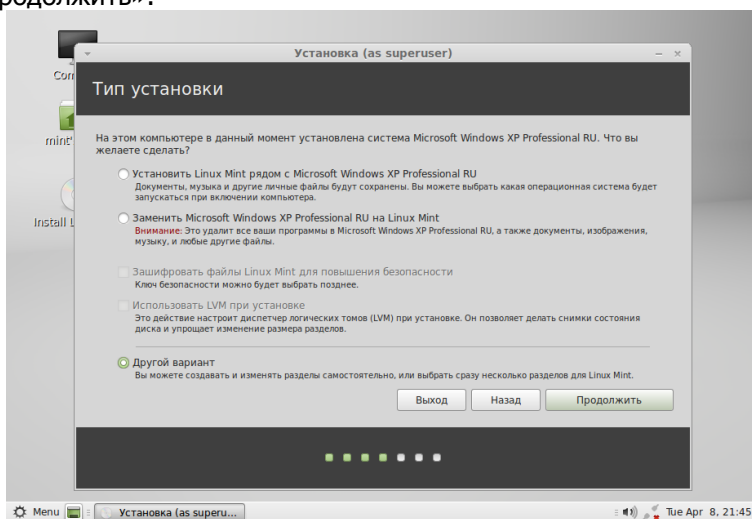 родолжить».
Установка (as superuser)
Тип установки
На этом компьютере в данный момент установлена система Microsoft Windows XP Professional RU. Что вы
желаете сделать?
Установить Linux Mint рядом с Microsoft Windows XP Professional RU
Документы, музыка и другие личные файлы будут сохранены. Вы можете выбрать какая операционная система будет
запускаться при включении компьютера.
Заменить Microsoft Windows XP Professional RU на Linux Mint
Внимание: Это удалит все ваши программы в Microsoft Windows XP Professional RU, а также документы, изображения,
музыку, и любые другие файлы.
Зашифровать файлы Linux Mint для повышения безопасности
Ключ безопасности можно будет выбрать позднее.
Использовать LVM при установке
Это действие настроит диспетчер логических томов (LVM) при установке. Он позволяет делать снимки состояния
диска и упрощает изменение размера разделов.
Другой вариант
Вы можете создавать и изменять разделы самостоятельно, или выбрать сразу несколько разделов для Linux Mint.
Выход Назад Продолжить
Com
mint'
Install L
Menu Установка (as superu... Tue Apr 8, 21:45